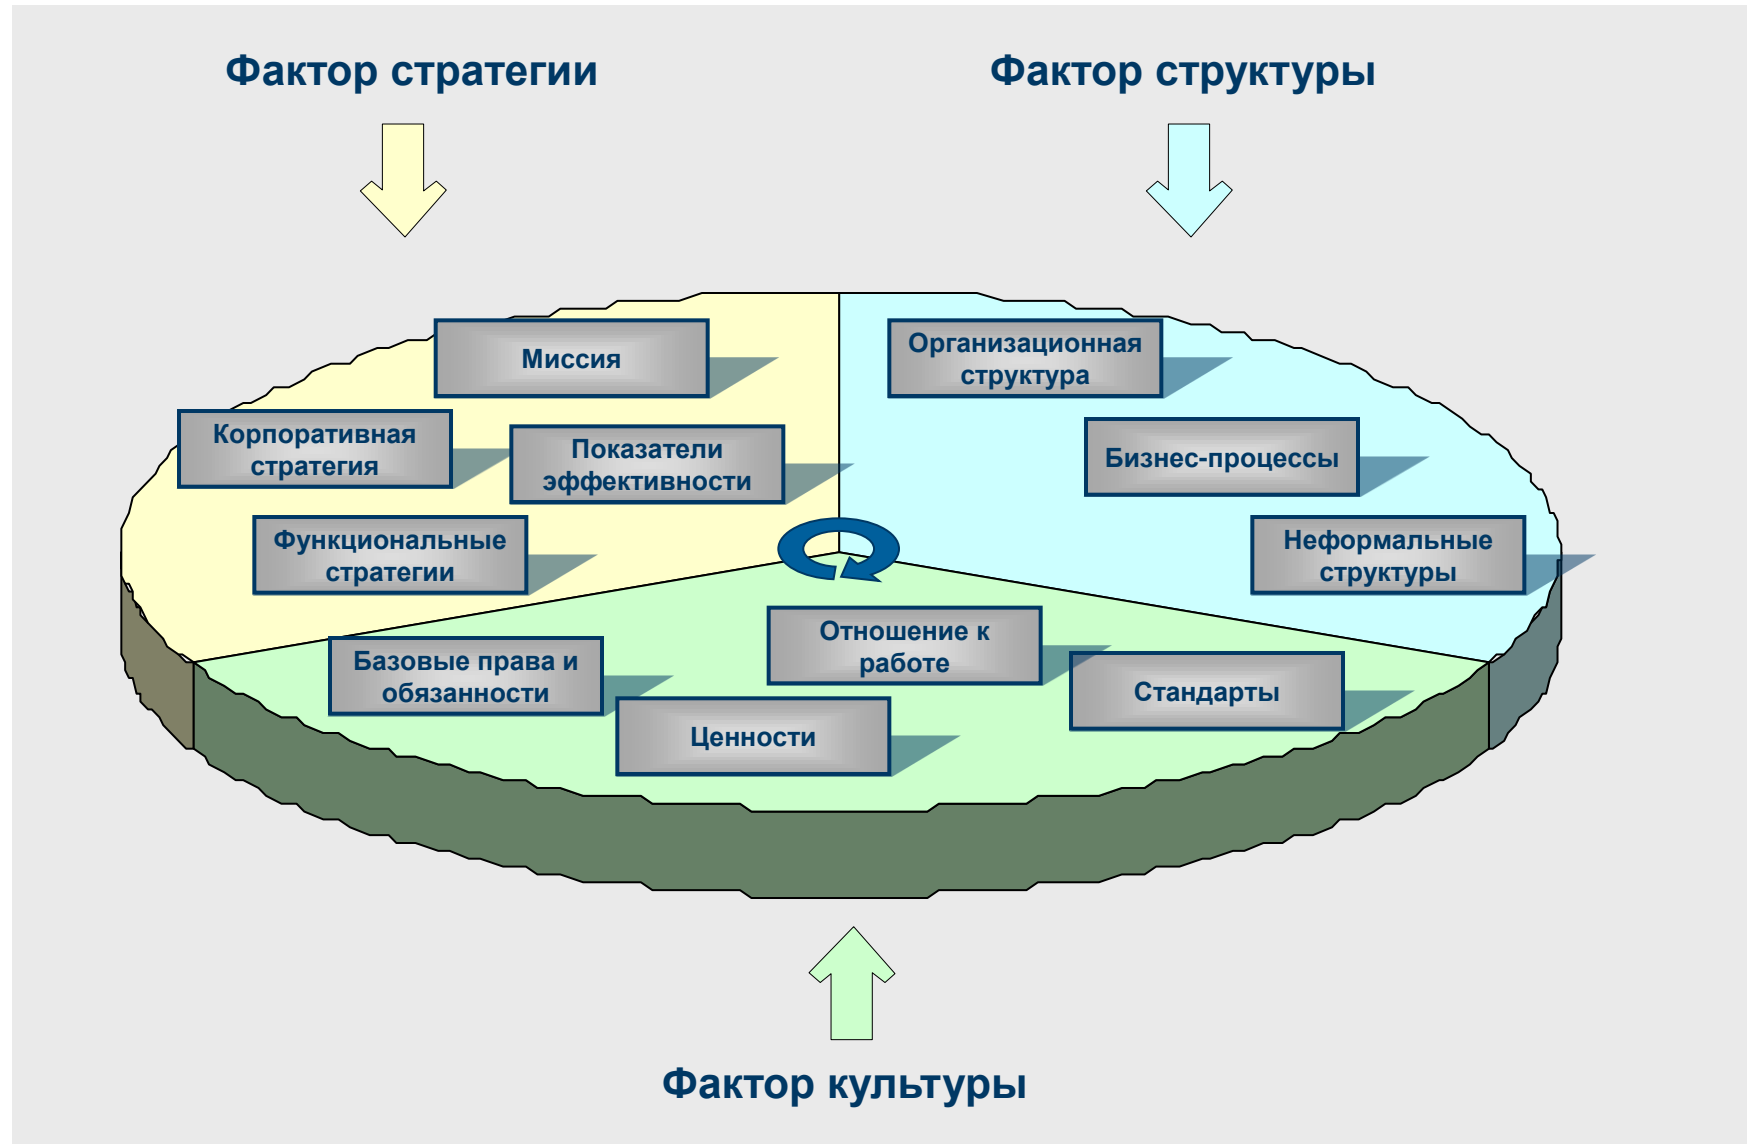 Фактор стратегии
Фактор структуры
Миссия
Организационная
структура
Корпоративная
стратегия
Показатели
эффективности
Бизнес-процессы
Функциональные
стратегии
Неформальные
структуры
Отношение к
работе
Базовые права и
обязанности
Стандарты
Ценности
Фактор культуры